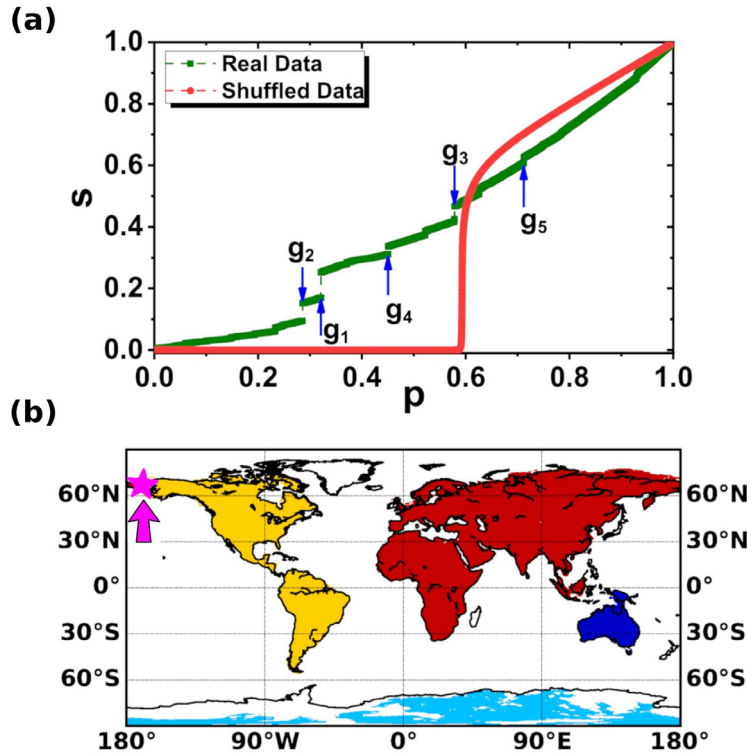 (a)
1.0
0.8
0.6
0.4
0.2
0.0
s
Real Data
Shuffled Data
g2
g1
g4
g3
g5
0.0 0.2 0.4 0.6 0.8 1.0
p
(b)
60°N 60°N
30°N 30°N
0° 0°
30°S 30°S
60°S 60°S
180° 90°W 0° 90°E 180°